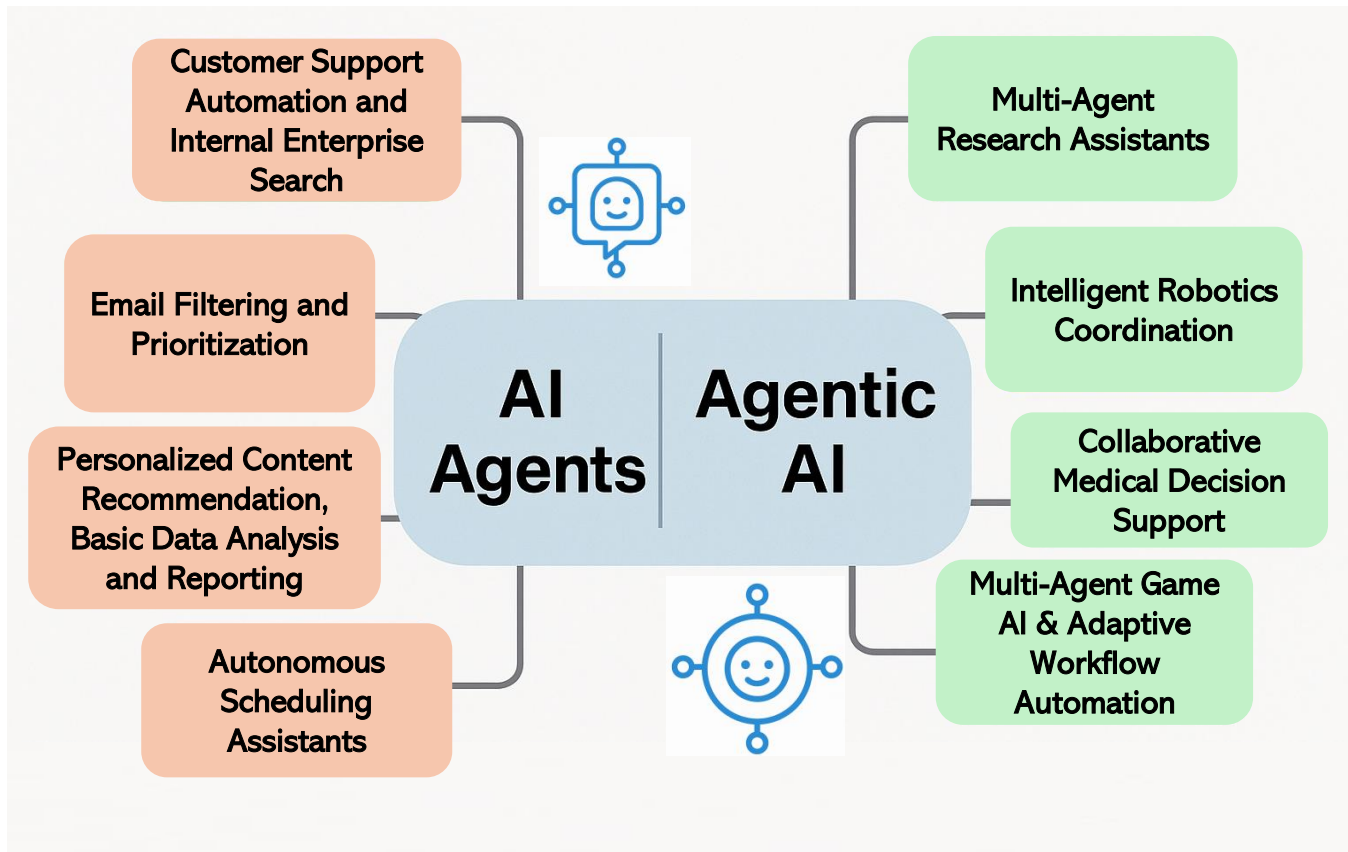 Customer Support
Automation and
Internal Enterprise
Search
Email Filtering and
Prioritization
Personalized Content
Recommendation,
Basic Data Analysis
and Reporting
Autonomous
Scheduling
Assistants
AI
Agents
Agentic
AI
Multi-Agent
Research Assistants
Intelligent Robotics
Coordination
Collaborative
Medical Decision
Support
Multi-Agent Game
AI & Adaptive
Workflow
Automation